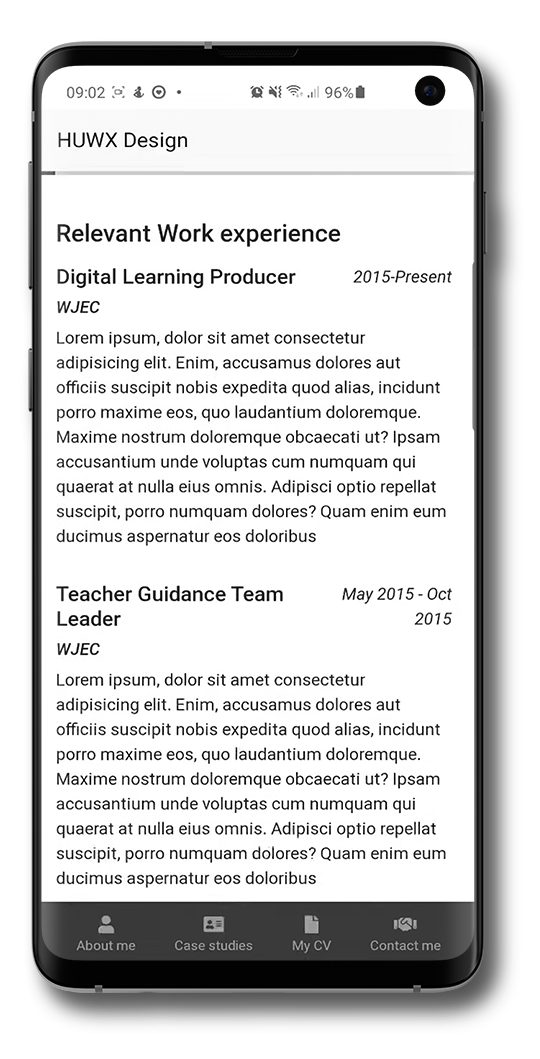 09:02 96%
HUWX Design
Relevant Work experience
Digital Learning Producer 2015-Present
WJEC
Lorem ipsum, dolor sit amet consectetur
adipisicing elit. Enim, accusamus dolores aut
officiis suscipit nobis expedita quod alias, incidunt
porro maxime eos, quo laudantium doloremque.
Maxime nostrum doloremque obcaecati ut? Ipsam
accusantium unde voluptas cum numquam qui
quaerat at nulla eius omnis. Adipisci optio repellat
suscipit, porro numquam dolores? Quam enim eum
ducimus aspernatur eos doloribus
Teacher Guidance Team May 2015 - Oct
Leader 2015
WJEC
Lorem ipsum, dolor sit amet consectetur
adipisicing elit. Enim, accusamus dolores aut
officiis suscipit nobis expedita quod alias, incidunt
porro maxime eos, quo laudantium doloremque.
Maxime nostrum doloremque obcaecati ut? Ipsam
accusantium unde voluptas cum numquam qui
quaerat at nulla eius omnis. Adipisci optio repellat
suscipit, porro numquam dolores? Quam enim eum
ducimus aspernatur eos doloribus
About me Case studies My CV Contact me